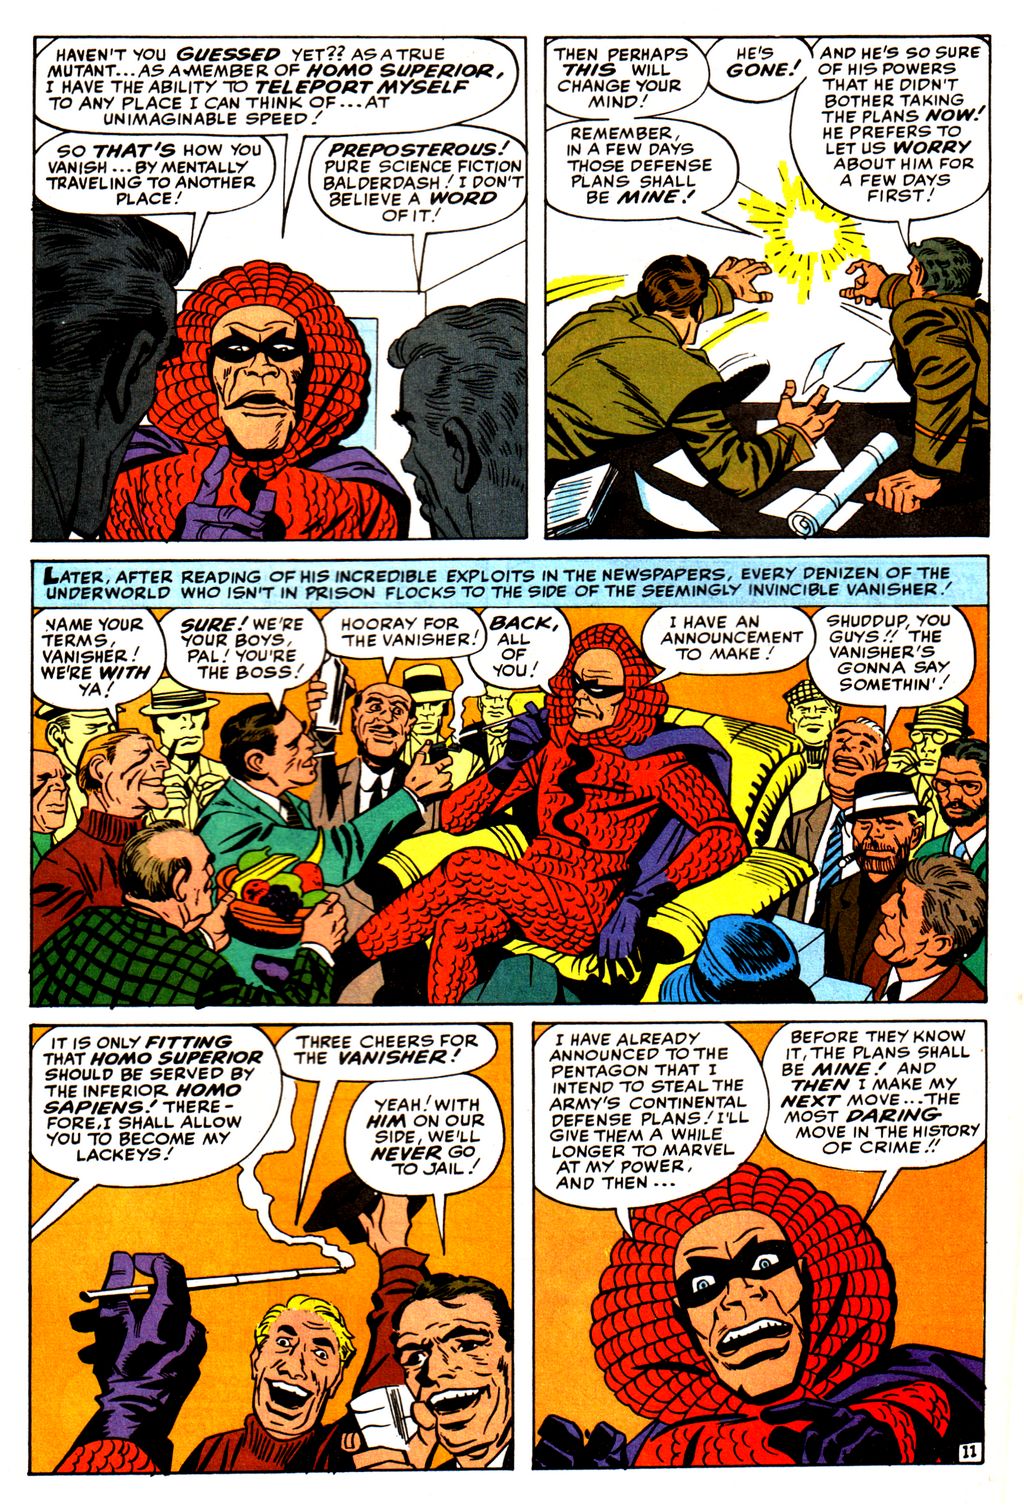 HAVEN'T YOU GUESSED YET?? AS A TRUE
MUTANT...AS A MEMBER OF HOMO SUPERIOR,
I HAVE THE ABILITY TO TELEPORT MYSELF
TO ANY PLACE I CAN THINK OF...AT
UNIMAGINABLE SPEED!
SO THAT'S HOW YOU
VANISH...BY MENTALLY
TRAVELING TO ANOTHER
PLACE!
PREPOSTEROUS!
PURE SCIENCE FICTION
BALDERDASH! I DON'T
BELIEVE A WORD
OF IT!
THEN PERHAPS
THIS WILL
CHANGE YOUR
MIND!
REMEMBER,
IN A FEW DAYS
THOSE DEFENSE
PLANS SHALL
BE MINE!
HE'S
GONE!
AND HE'S SO SURE
OF HIS POWERS
THAT HE DIDN'T
BOTHER TAKING
THE PLANS NOW!
HE PREFERS TO
LET US WORRY
ABOUT HIM FOR
A FEW DAYS
FIRST!
LATER, AFTER READING OF HIS INCREDIBLE EXPLOITS IN THE NEWSPAPERS, EVERY DENIZEN OF THE
UNDERWORLD WHO ISN'T IN PRISON FLOCKS TO THE SIDE OF THE SEEMINGLY INVINCIBLE VANISHER!
NAME YOUR
TERMS,
VANISHER!
WE'RE WITH
YA!
SURE! WE'RE
YOUR BOYS,
PAL! YOU'RE
THE BOSS!
HOORAY FOR
THE VANISHER!
BACK,
ALL
OF
YOU!
I HAVE AN
ANNOUNCEMENT
TO MAKE!
SHUDDUP, YOU
GUYS!! THE
VANISHER'S
GONNA SAY
SOMETHIN'!
IT IS ONLY FITTING
THAT HOMO SUPERIOR
SHOULD BE SERVED BY
THE INFERIOR HOMO
SAPIENS! THERE-
FORE, I SHALL ALLOW
YOU TO BECOME MY
LACKEYS!
THREE CHEERS FOR
THE VANISHER!
YEAH! WITH
HIM ON OUR
SIDE, WE'LL
NEVER GO
TO JAIL!
I HAVE ALREADY
ANNOUNCED TO THE
PENTAGON THAT I
INTEND TO STEAL THE
ARMY'S CONTINENTAL
DEFENSE PLANS! I'LL
GIVE THEM A WHILE
LONGER TO MARVEL
AT MY POWER,
AND THEN...
BEFORE THEY KNOW
IT, THE PLANS SHALL
BE MINE! AND
THEN I MAKE MY
NEXT MOVE...THE
MOST DARING
MOVE IN THE HISTORY
OF CRIME!!
11